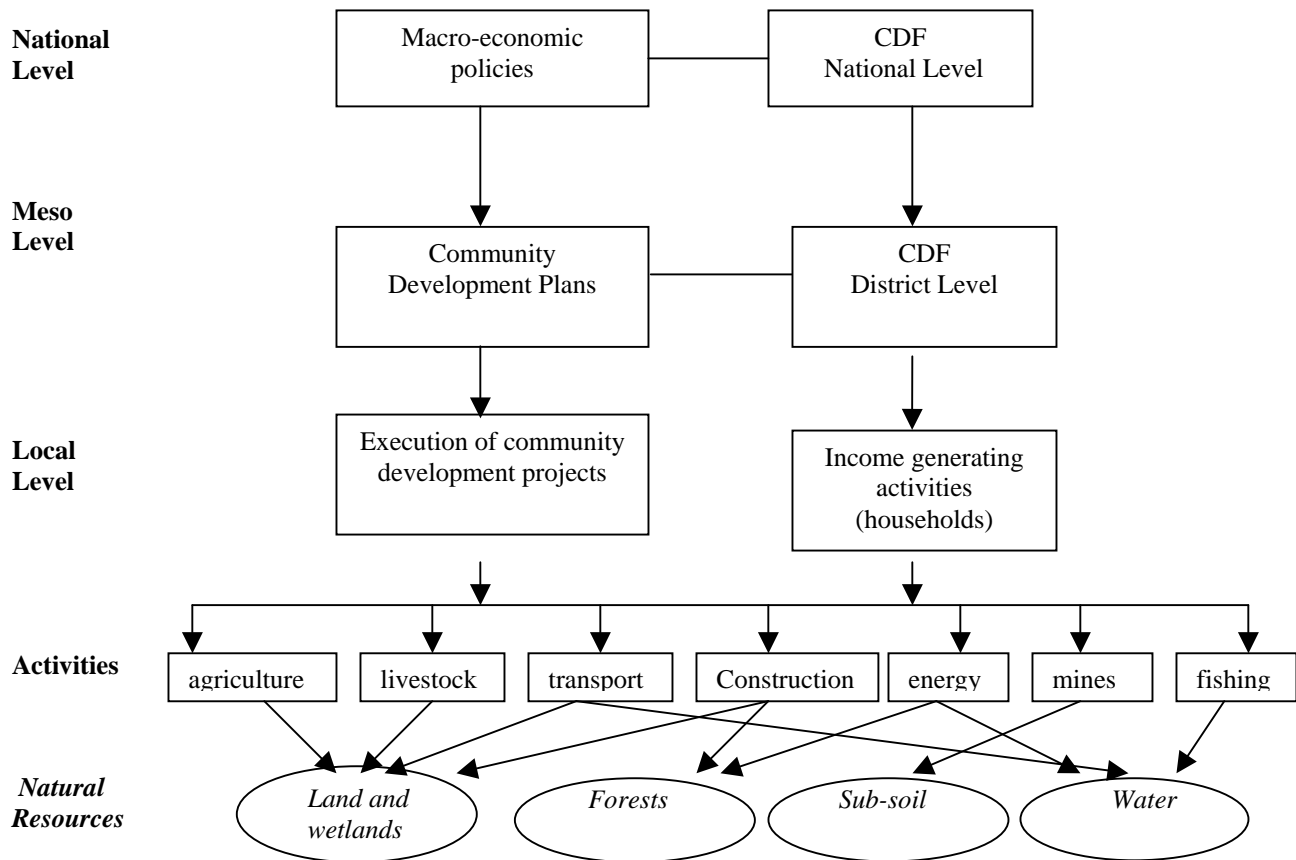 National
Level
Macro-economic
policies
CDF
National Level
Meso
Level
Community
Development Plans
CDF
District Level
Local
Level
Execution of community
development projects
Income generating
activities
(households)
Activities
agriculture
livestock
transport
Construction
energy
mines
fishing
Natural
Resources
Land and
wetlands
Forests
Sub-soil
Water